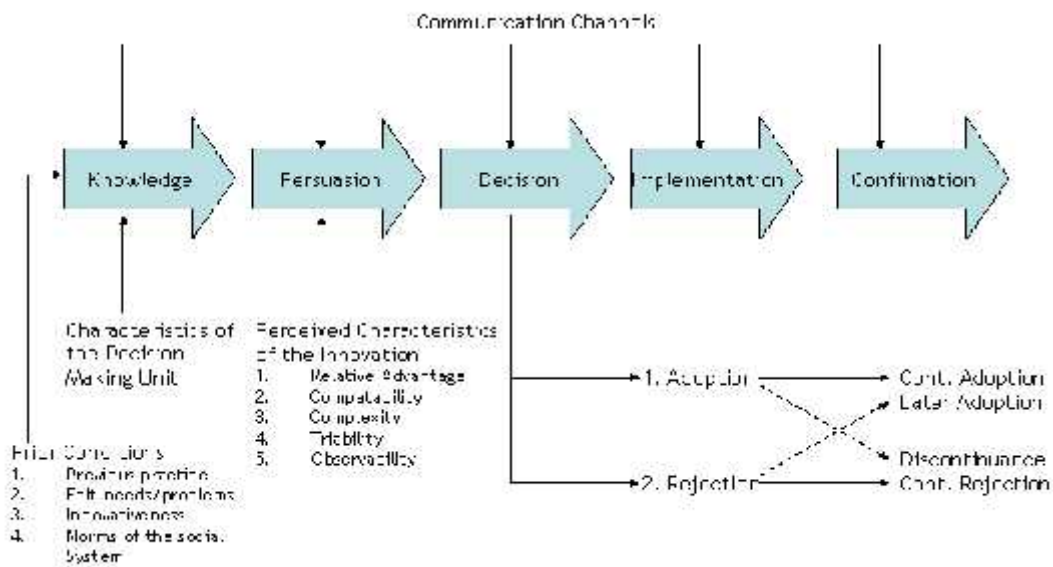 Communication Channels
Knowledge
Persuasion
Decision
Implementation
Confirmation
Characteristics of
the Decision
Making Unit
Perceived Characteristics
of the Innovation
1. Relative Advantage
2. Compatability
3. Complexity
4. Triability
5. Observability
1. Adoption
2. Rejection
Cont. Adoption
Later Adoption
Discontinuance
Cont. Rejection
Prior Conditions
1. Previous practice
2. Felt needs/problems
3. Innovativeness
4. Norms of the social
System